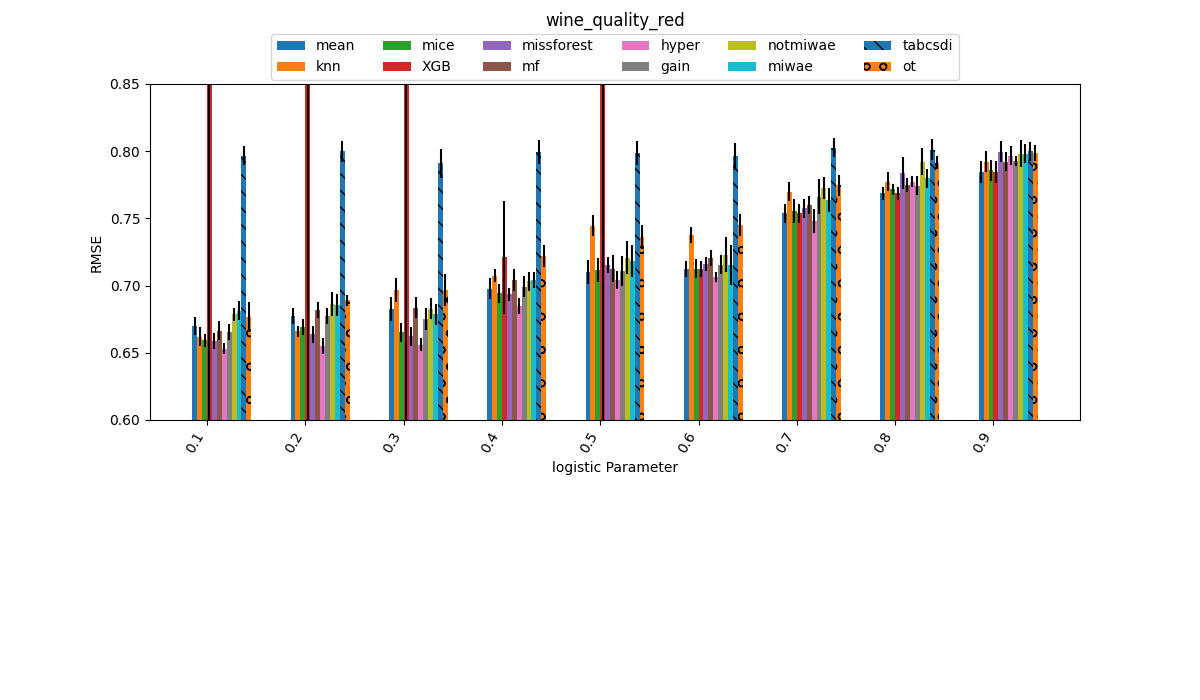 wine_quality_red
mean mice missforest hyper notmiwae tabcsdi
knn XGB mf gain miwae ot
0.85
0.80
0.75
0.70
0.65
0.60
RMSE
0.1 0.2 0.3 0.4 0.5 0.6 0.7 0.8 0.9
logistic Parameter